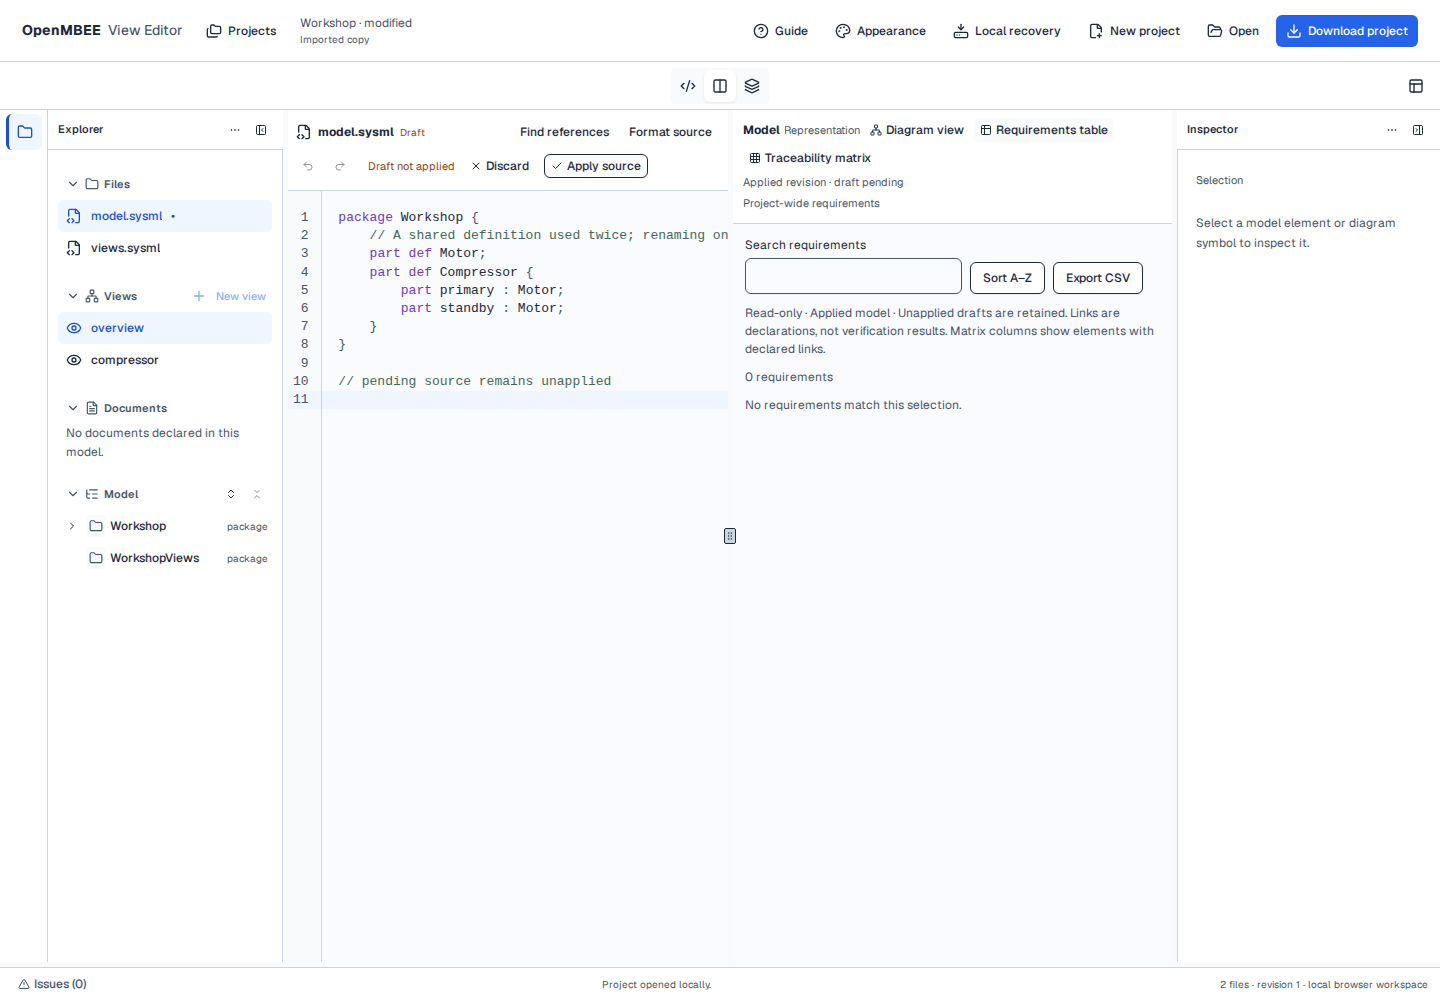 OpenMBEE View Editor
Projects
Workshop · modified
Imported copy
Guide
Appearance
Local recovery
New project
Open
Download project
Explorer
Files
model.sysml •
views.sysml
Views
New view
overview
compressor
Documents
No documents declared in this
model.
Model
Workshop package
WorkshopViews package
model.sysml Draft
Find references
Format source
Draft not applied
Discard
Apply source
1 package Workshop {
2 // A shared definition used twice; renaming on
3 part def Motor;
4 part def Compressor {
5 part primary : Motor;
6 part standby : Motor;
7 }
8 }
9
10 // pending source remains unapplied
11
Model Representation
Diagram view
Requirements table
Traceability matrix
Applied revision · draft pending
Project-wide requirements
Search requirements
Sort A–Z
Export CSV
Read-only · Applied model · Unapplied drafts are retained. Links are
declarations, not verification results. Matrix columns show elements with
declared links.
0 requirements
No requirements match this selection.
Inspector
Selection
Select a model element or diagram
symbol to inspect it.
Issues (0)
Project opened locally.
2 files · revision 1 · local browser workspace